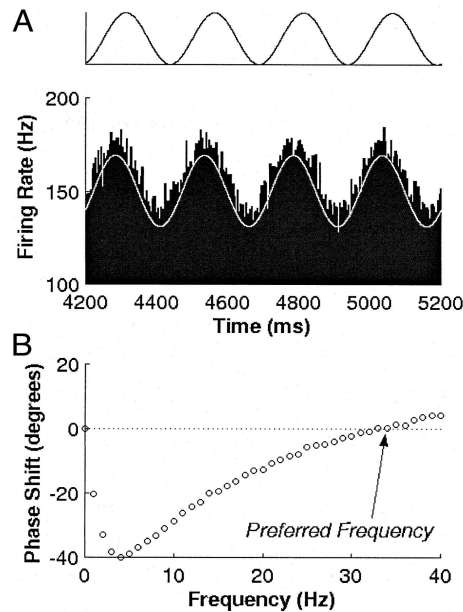 A
200
150
100
Firing Rate (Hz)
4200 4400 4600 4800 5000 5200
Time (ms)
B
20
0
-20
-40
Phase Shift (degrees)
Preferred Frequency
0 10 20 30 40
Frequency (Hz)